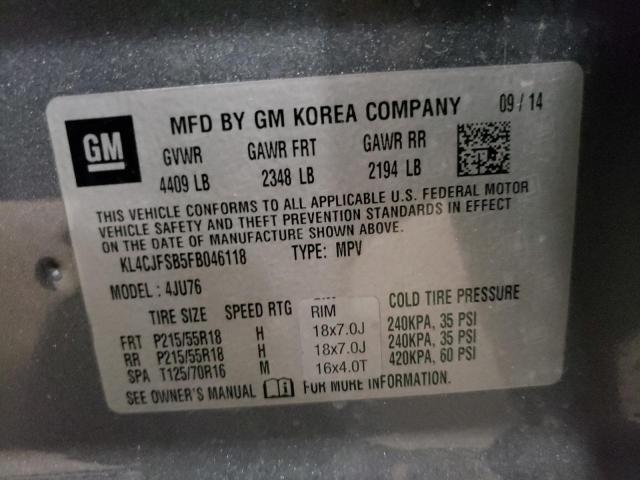 GM
MFD BY GM KOREA COMPANY 09/14
GVWR GAWR FRT GAWR RR
4409 LB 2348 LB 2194 LB
THIS VEHICLE CONFORMS TO ALL APPLICABLE U.S. FEDERAL MOTOR
VEHICLE SAFETY AND THEFT PREVENTION STANDARDS IN EFFECT
ON THE DATE OF MANUFACTURE SHOWN ABOVE.
KL4CJFSB5FB046118 TYPE: MPV
MODEL: 4JU76
TIRE SIZE SPEED RTG RIM COLD TIRE PRESSURE
FRT P215/55R18 H 18x7.0J 240KPA, 35 PSI
RR P215/55R18 H 18x7.0J 240KPA, 35 PSI
SPA T125/70R16 M 16x4.0T 420KPA, 60 PSI
SEE OWNER'S MANUAL FOR MORE INFORMATION.